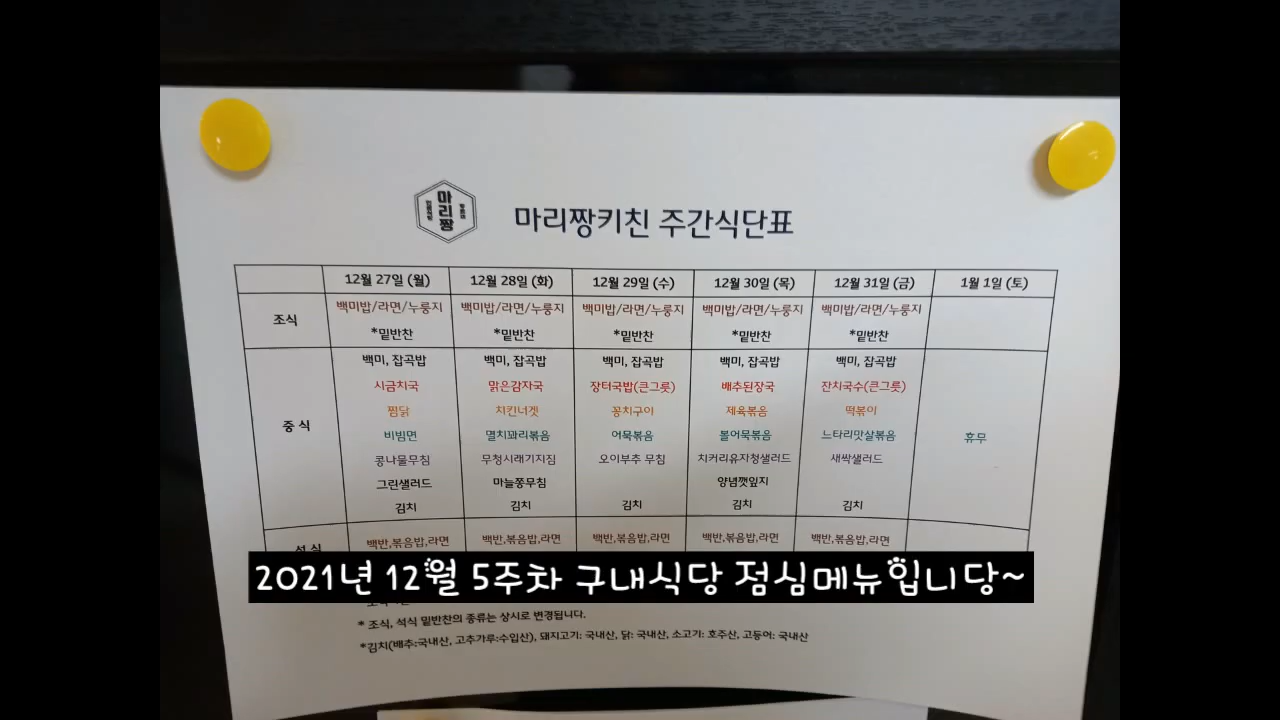 마리짱
마리짱키친 주간식단표
12월 27일 (월) 12월 28일 (화) 12월 29일 (수) 12월 30일 (목) 12월 31일 (금) 1월 1일 (토)
조식
백미밥/라면/누룽지 백미밥/라면/누룽지 백미밥/라면/누룽지 백미밥/라면/누룽지 백미밥/라면/누룽지
*밑반찬 *밑반찬 *밑반찬 *밑반찬 *밑반찬
중식
백미, 잡곡밥 백미, 잡곡밥 백미, 잡곡밥 백미, 잡곡밥 백미, 잡곡밥
시금치국 맑은감자국 장터국밥(큰그릇) 배추된장국 잔치국수(큰그릇)
찜닭 치킨너겟 꽁치구이 제육볶음 떡볶이
비빔면 멸치꽈리볶음 어묵볶음 볼어묵볶음 느타리맛살볶음 휴무
콩나물무침 무청시래기지짐 오이부추 무침 치커리유자청샐러드 새싹샐러드
그린샐러드 마늘쫑무침 양념깻잎지
김치 김치 김치 김치 김치
석식
백반,볶음밥,라면 백반,볶음밥,라면 백반,볶음밥,라면 백반,볶음밥,라면 백반,볶음밥,라면
2021년 12월 5주차 구내식당 점심메뉴입니당~
* 조식, 석식 밑반찬의 종류는 상시로 변경됩니다.
*김치(배추:국내산, 고추가루:수입산), 돼지고기: 국내산, 닭: 국내산, 소고기: 호주산, 고등어: 국내산